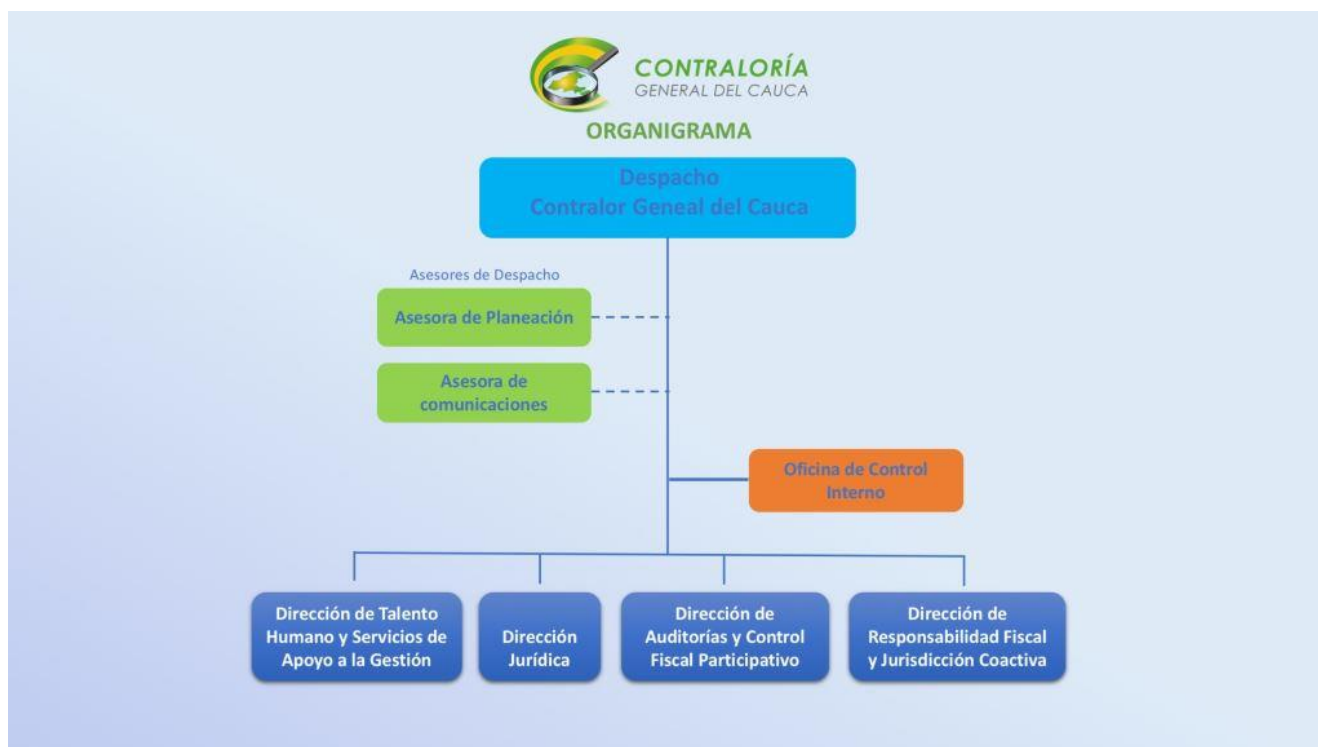 CONTRALORÍA
GENERAL DEL CAUCA
ORGANIGRAMA
Despacho
Contralor Geneal del Cauca
Asesores de Despacho
Asesora de Planeación
Asesora de
comunicaciones
Oficina de Control
Interno
Dirección de Talento
Humano y Servicios de
Apoyo a la Gestión
Dirección
Jurídica
Dirección de
Auditorías y Control
Fiscal Participativo
Dirección de
Responsabilidad Fiscal
y Jurisdicción Coactiva